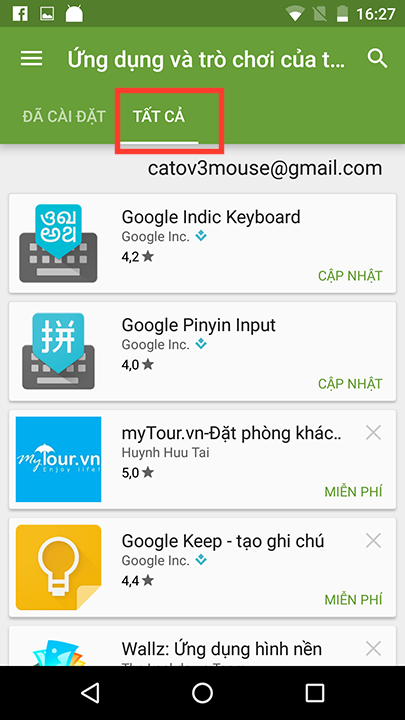 16:27
Ứng dụng và trò chơi của t...
ĐÃ CÀI ĐẶT
TẤT CẢ
catov3mouse@gmail.com
Google Indic Keyboard
Google Inc.
4,2
CẬP NHẬT
拼
Google Pinyin Input
Google Inc.
4,0
CẬP NHẬT
myTour.vn
Enjoy life!
myTour.vn-Đặt phòng khác..
Huynh Huu Tai
5,0
MIỄN PHÍ
Google Keep - tạo ghi chú
Google Inc.
4,4
MIỄN PHÍ
Wallz: Ứng dụng hình nền